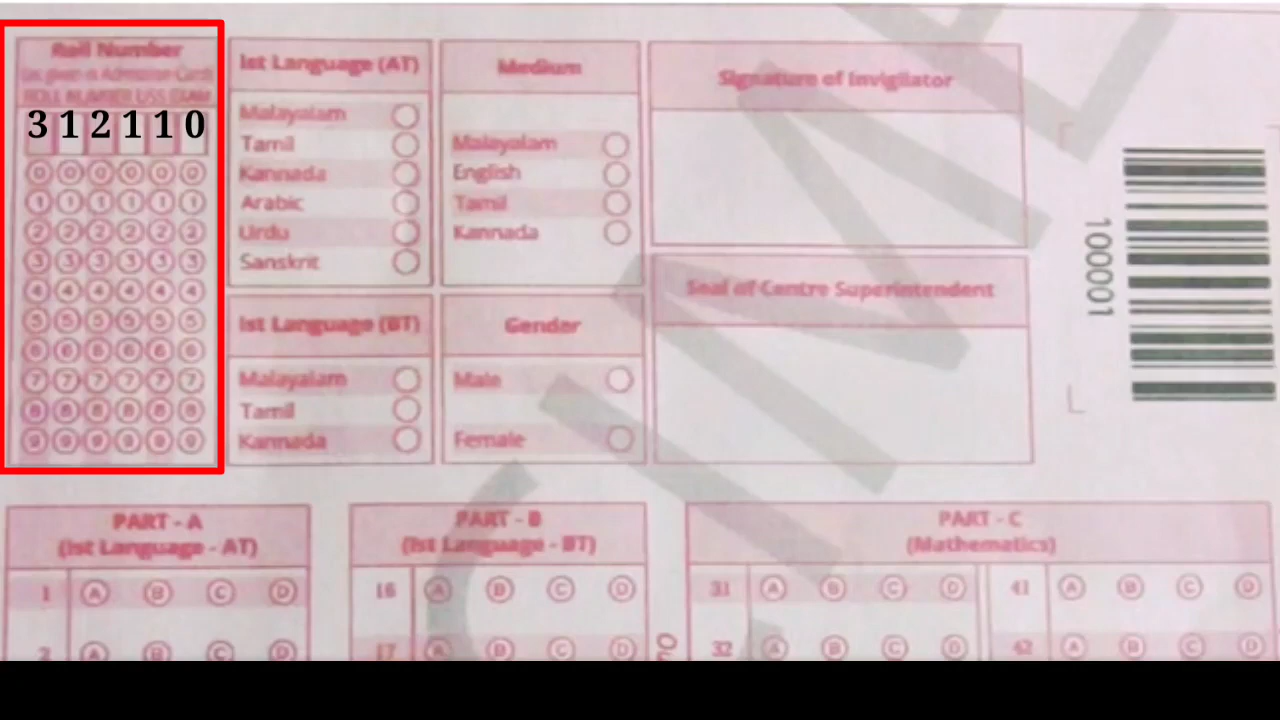 Roll Number
(as given in Admission Card)
ROLL NUMBER USS EXAM
3 1 2 1 1 0
0 0 0 0 0 0
1 1 1 1 1 1
2 2 2 2 2 2
3 3 3 3 3 3
4 4 4 4 4 4
5 5 5 5 5 5
6 6 6 6 6 6
7 7 7 7 7 7
8 8 8 8 8 8
9 9 9 9 9 9
Ist Language (AT)
Malayalam
Tamil
Kannada
Arabic
Urdu
Sanskrit
Medium
Malayalam
English
Tamil
Kannada
Signature of Invigilator
Ist Language (BT)
Malayalam
Tamil
Kannada
Gender
Male
Female
Seal of Centre Superintendent
10001
PART - A
(Ist Language - AT)
1 A B C D
2 A B C D
PART - B
(Ist Language - BT)
16 A B C D
17 A B C D
PART - C
(Mathematics)
31 A B C D 41 A B C D
32 A B C D 42 A B C D